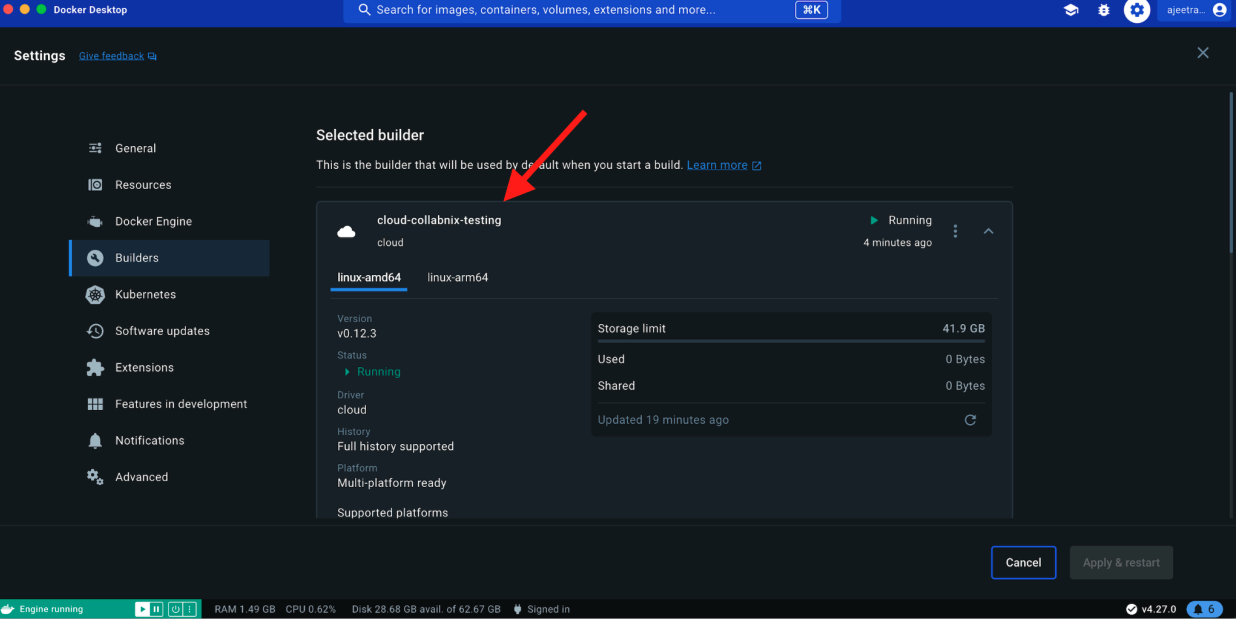 Docker Desktop
Search for images, containers, volumes, extensions and more...
⌘K
ajeetra...
Settings
Give feedback
General
Resources
Docker Engine
Builders
Kubernetes
Software updates
Extensions
Features in development
Notifications
Advanced
Selected builder
This is the builder that will be used by default when you start a build. Learn more
cloud-collabnix-testing
cloud
Running
4 minutes ago
linux-amd64 linux-arm64
Version
v0.12.3
Status
Running
Driver
cloud
History
Full history supported
Platform
Multi-platform ready
Supported platforms
Storage limit 41.9 GB
Used 0 Bytes
Shared 0 Bytes
Updated 19 minutes ago
Cancel
Apply & restart
Engine running
RAM 1.49 GB CPU 0.62% Disk 28.68 GB avail. of 62.67 GB Signed in
v4.27.0
6